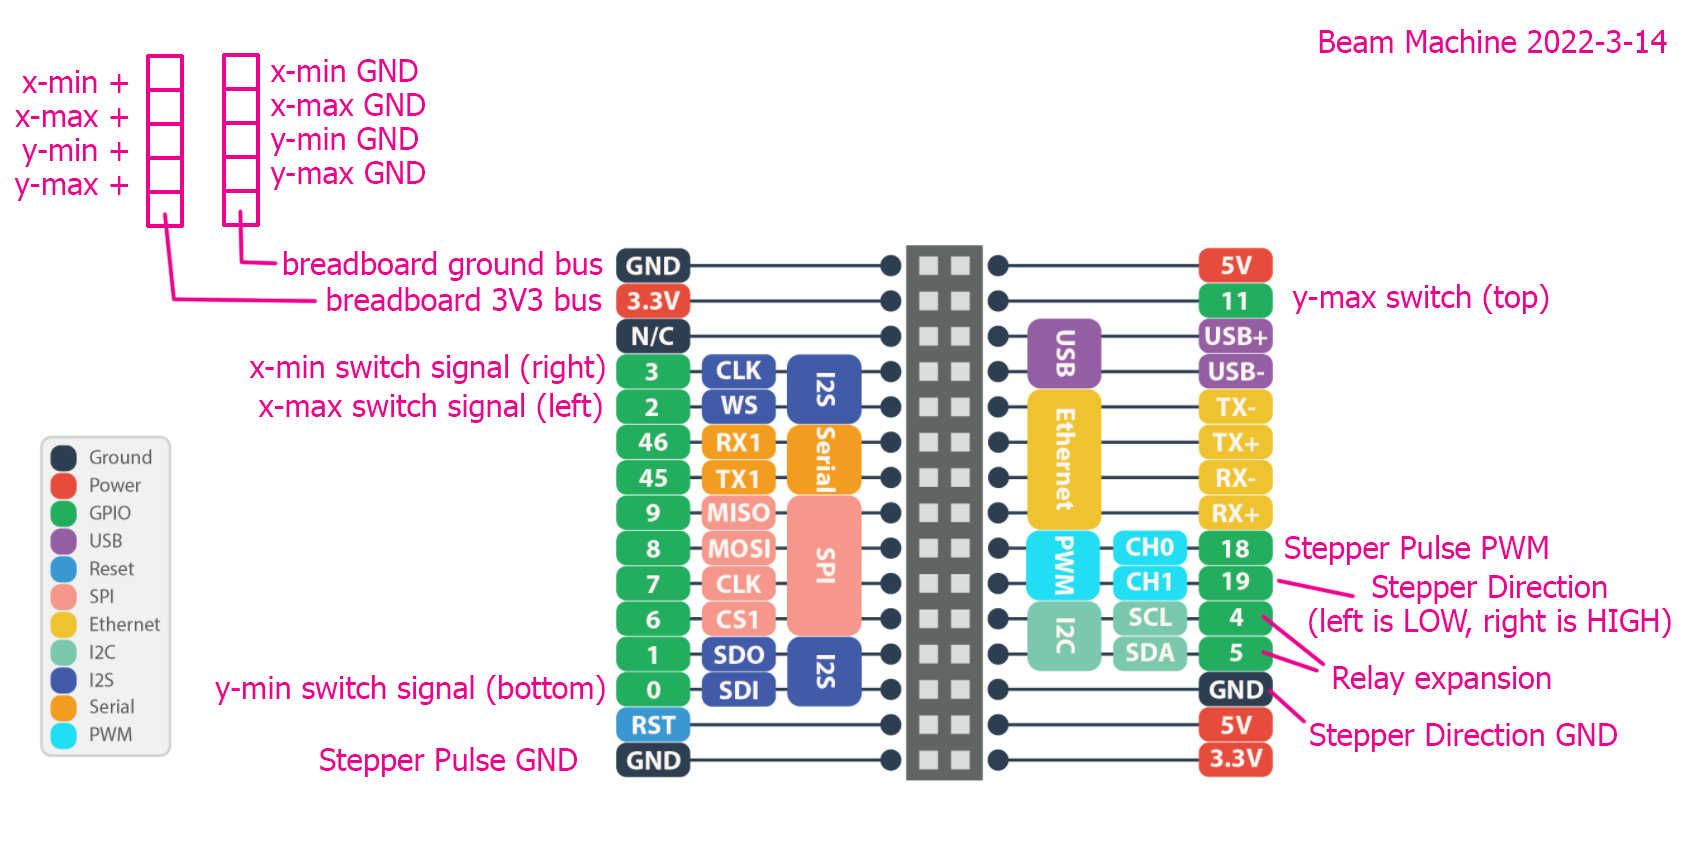 Beam Machine 2022-3-14
x-min +
x-max +
y-min +
y-max +
x-min GND
x-max GND
y-min GND
y-max GND
breadboard ground bus
breadboard 3V3 bus
x-min switch signal (right)
x-max switch signal (left)
y-min switch signal (bottom)
Stepper Pulse GND
Ground
Power
GPIO
USB
Reset
SPI
Ethernet
I2C
I2S
Serial
PWM
GND
3.3V
N/C
3 CLK
2 WS
I2S
46 RX1
45 TX1
Serial
9 MISO
8 MOSI
7 CLK
6 CS1
SPI
1 SDO
0 SDI
I2S
RST
GND
5V
11
USB+
USB-
USB
TX-
TX+
RX-
RX+
Ethernet
CH0 18
CH1 19
PWM
SCL 4
SDA 5
I2C
GND
5V
3.3V
y-max switch (top)
Stepper Pulse PWM
Stepper Direction
(left is LOW, right is HIGH)
Relay expansion
Stepper Direction GND